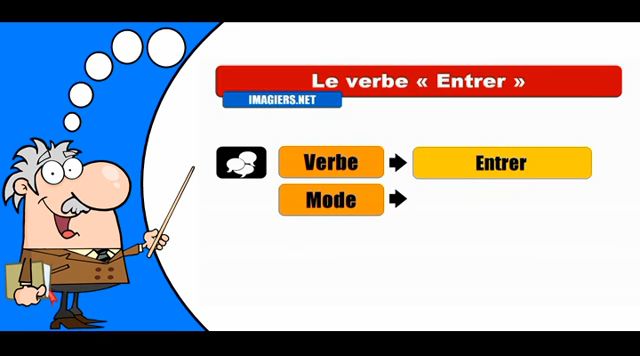 Le verbe « Entrer »
IMAGIERS.NET
Verbe
Entrer
Mode